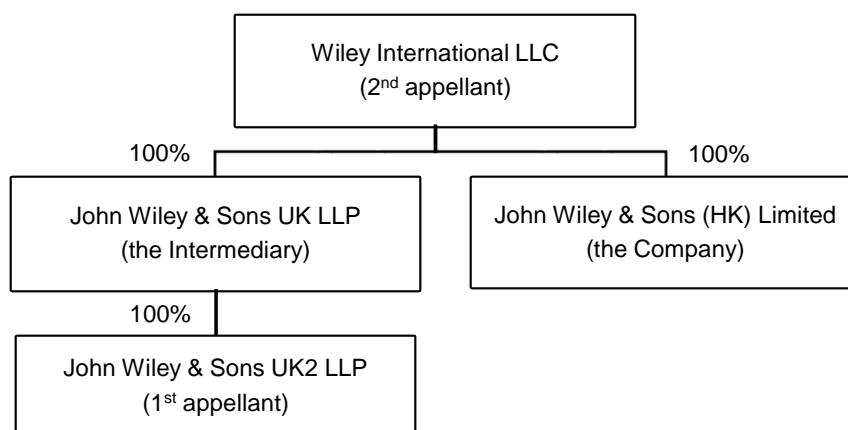 Wiley International LLC
(2nd appellant)
100%
100%
John Wiley & Sons UK LLP
(the Intermediary)
John Wiley & Sons (HK) Limited
(the Company)
100%
John Wiley & Sons UK2 LLP
(1st appellant)